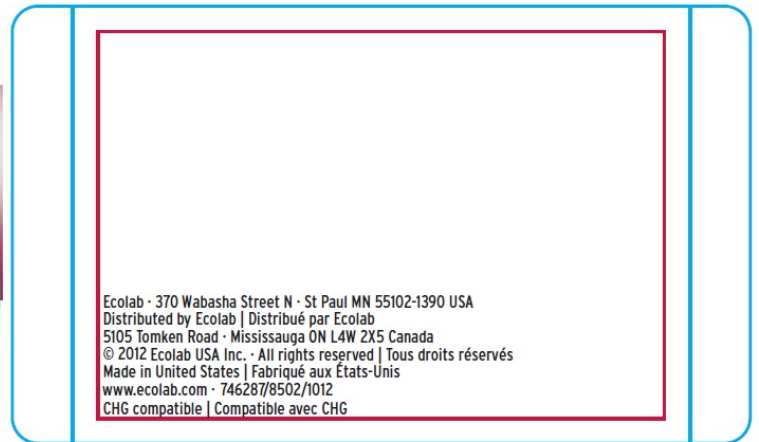 Ecolab · 370 Wabasha Street N · St Paul MN 55102-1390 USA
Distributed by Ecolab | Distribué par Ecolab
5105 Tomken Road · Mississauga ON L4W 2X5 Canada
© 2012 Ecolab USA Inc. · All rights reserved | Tous droits réservés
Made in United States | Fabriqué aux États-Unis
www.ecolab.com · 746287/8502/1012
CHG compatible | Compatible avec CHG